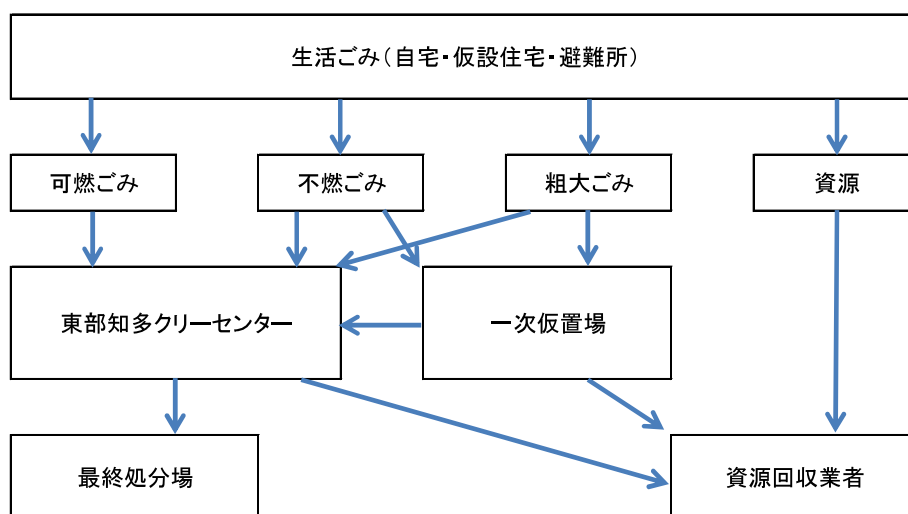 生活ごみ（自宅・仮設住宅・避難所）
可燃ごみ
不燃ごみ
粗大ごみ
資源
東部知多クリーセンター
一次仮置場
最終処分場
資源回収業者